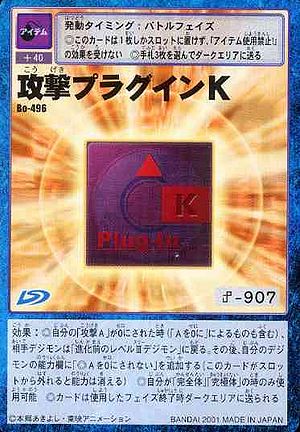 アイテム
+40
発動タイミング：バトルフェイズ
◎このカードは1枚しかスロットに置けず、「アイテム使用禁止!」
の効果を受けない ◎手札3枚を選んでダークエリアに送る
こうげき
攻撃プラグインK
Bo-496
K
Plug-In
-907
効果：◎自分の「攻撃A」が0にされた時（「Aを0に」によるものも含む）、
相手デジモンは「進化前のレベルⅢデジモン」に戻る。その後、自分のデジ
モンの能力欄に「◎Aを0にされない」を追加する（このカードがスロッ
トから外れると能力は消える） ◎自分が「完全体」「究極体」の時のみ使
用可能 ◎このカードは使用したフェイズ終了時ダークエリアに送る
©本郷あきよし・東映アニメーション
BANDAI 2001 MADE IN JAPAN